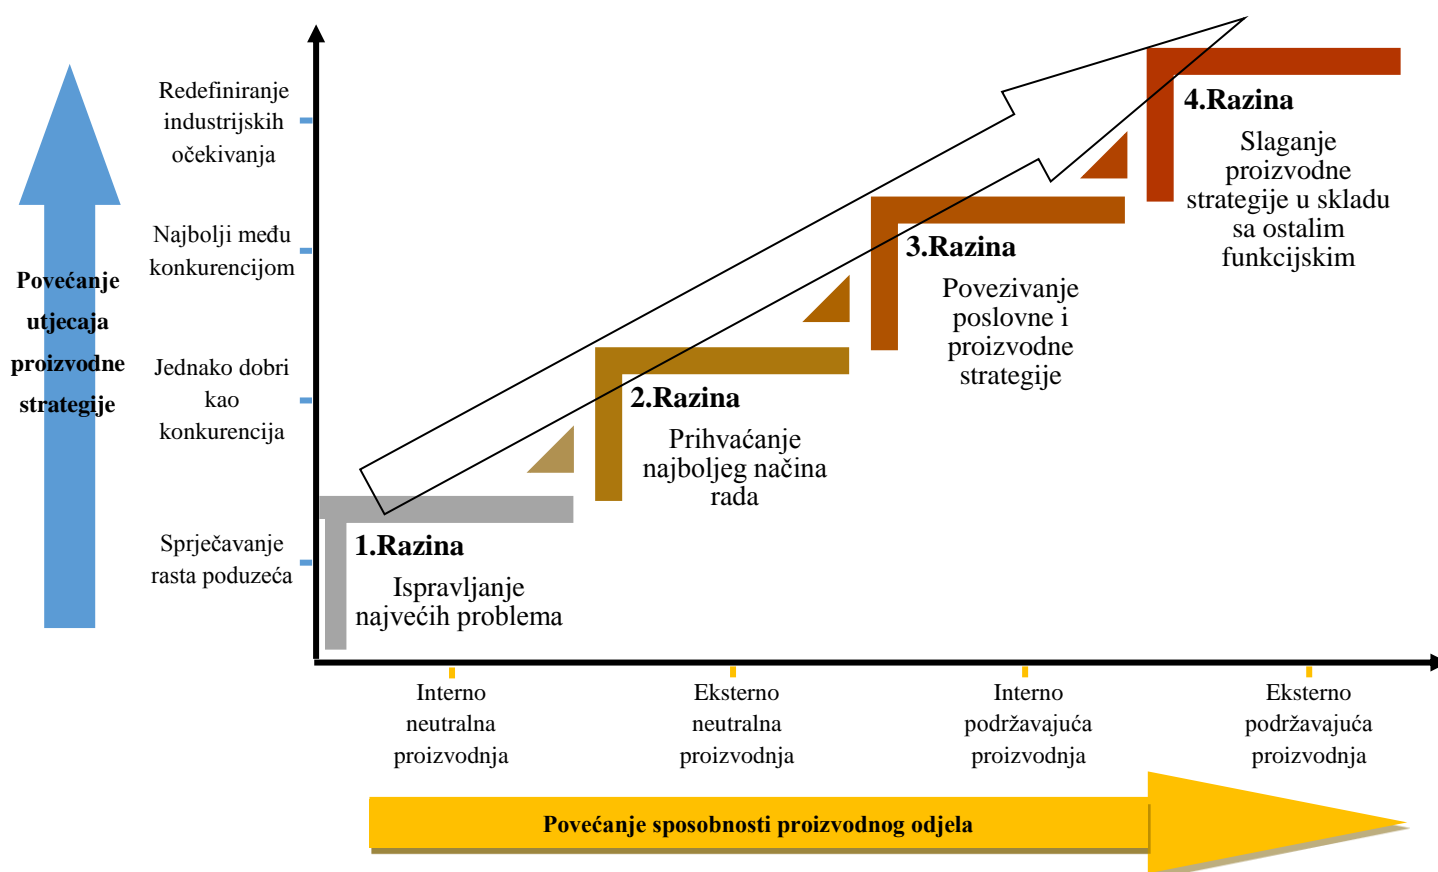 Redefiniranje
industrijskih
očekivanja
Najbolji među
konkurencijom
Jednako dobri
kao
konkurencija
Sprječavanje
rasta poduzeća
Povećanje
utjecaja
proizvodne
strategije
1.Razina
Ispravljanje
najvećih problema
2.Razina
Prihvaćanje
najboljeg načina
rada
3.Razina
Povezivanje
poslovne i
proizvodne
strategije
4.Razina
Slaganje
proizvodne
strategije u skladu
sa ostalim
funkcijskim
Interno
neutralna
proizvodnja
Eksterno
neutralna
proizvodnja
Interno
podržavajuća
proizvodnja
Eksterno
podržavajuća
proizvodnja
Povećanje sposobnosti proizvodnog odjela